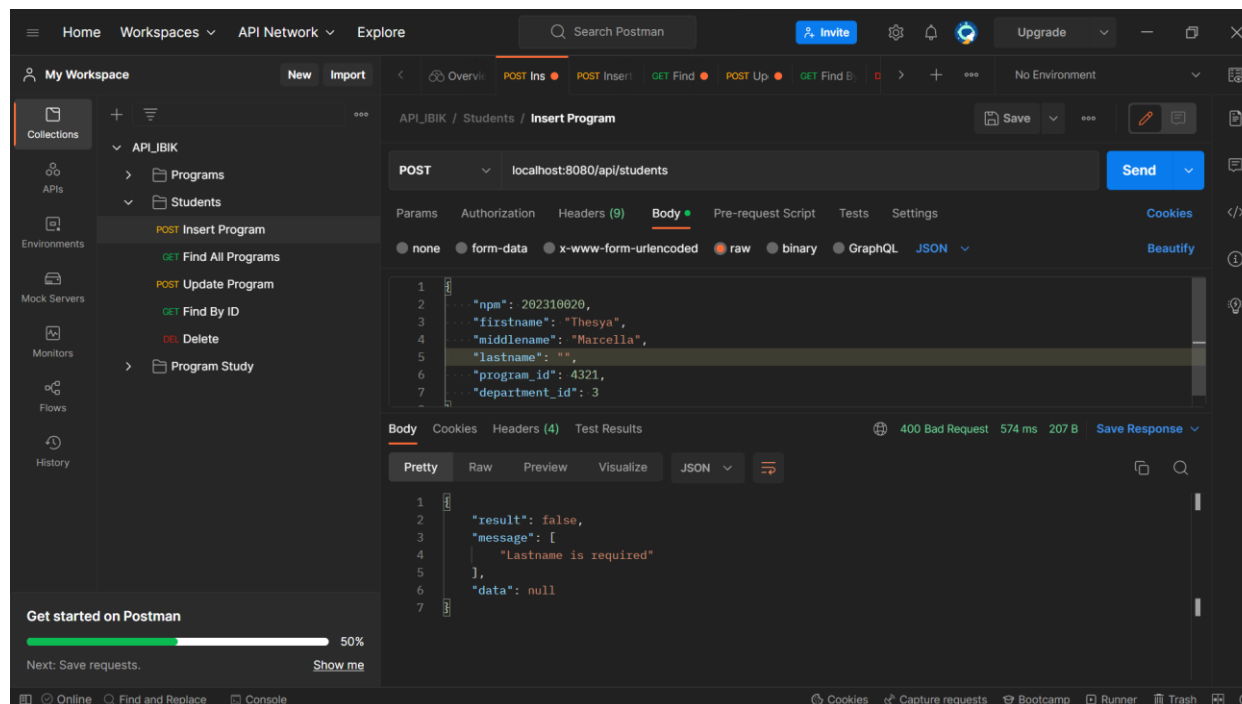 Home Workspaces API Network Explore Search Postman Invite Upgrade
My Workspace New Import Overvie POST Ins POST Insert GET Find POST Up GET Find B No Environment
Collections
APIs
Environments
Mock Servers
Monitors
Flows
History
API_IBIK
Programs
Students
POST Insert Program
GET Find All Programs
POST Update Program
GET Find By ID
DEL Delete
Program Study
Get started on Postman
50%
Next: Save requests. Show me
API_IBIK / Students / Insert Program Save
POST localhost:8080/api/students Send
Params Authorization Headers (9) Body Pre-request Script Tests Settings Cookies
none form-data x-www-form-urlencoded raw binary GraphQL JSON Beautify
1 {
2 "npm": 202310020,
3 "firstname": "Thesya",
4 "middlename": "Marcella",
5 "lastname": "",
6 "program_id": 4321,
7 "department_id": 3
Body Cookies Headers (4) Test Results 400 Bad Request 574 ms 207 B Save Response
Pretty Raw Preview Visualize JSON
1 {
2 "result": false,
3 "message": [
4 "Lastname is required"
5 ],
6 "data": null
7 }
Online Find and Replace Console Cookies Capture requests Bootcamp Runner Trash